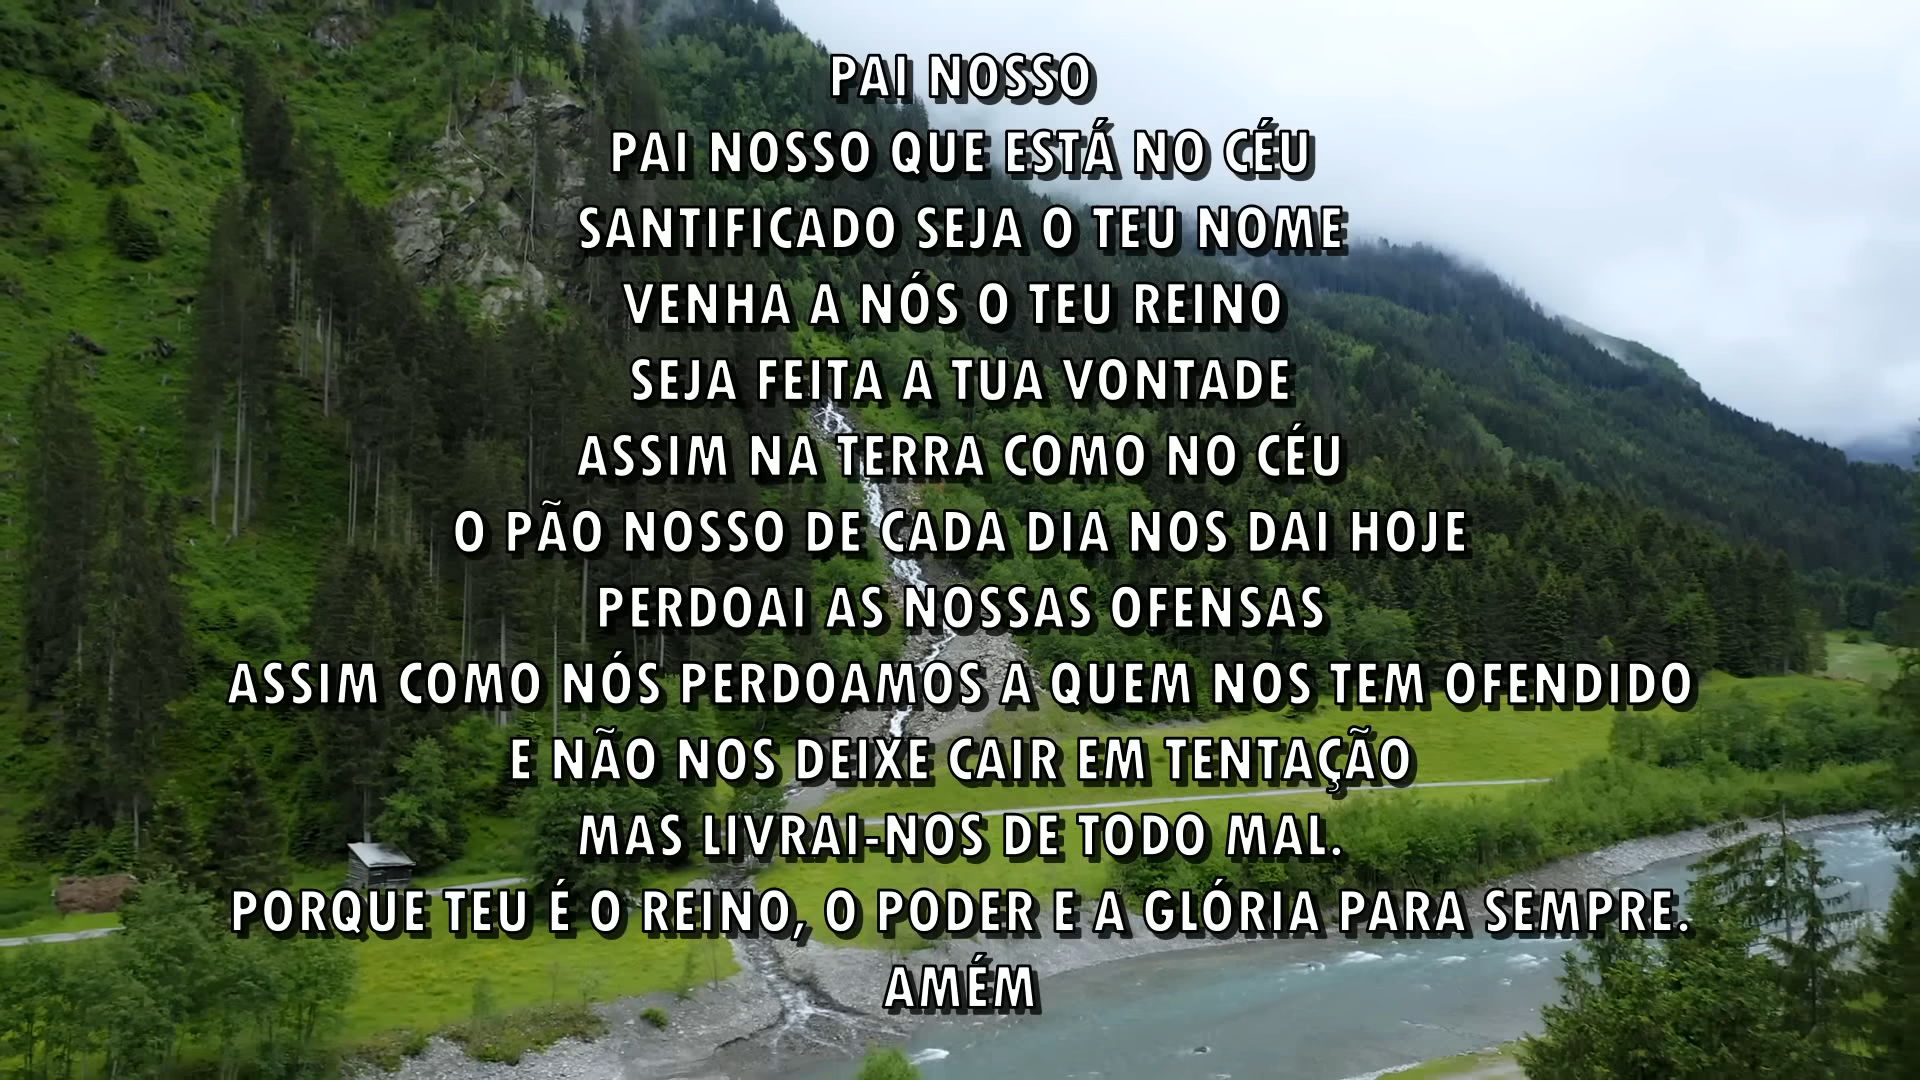 PAI NOSSO
PAI NOSSO QUE ESTÁ NO CÉU
SANTIFICADO SEJA O TEU NOME
VENHA A NÓS O TEU REINO
SEJA FEITA A TUA VONTADE
ASSIM NA TERRA COMO NO CÉU
O PÃO NOSSO DE CADA DIA NOS DAI HOJE
PERDOAI AS NOSSAS OFENSAS
ASSIM COMO NÓS PERDOAMOS A QUEM NOS TEM OFENDIDO
E NÃO NOS DEIXE CAIR EM TENTAÇÃO
MAS LIVRAI-NOS DE TODO MAL.
PORQUE TEU É O REINO, O PODER E A GLÓRIA PARA SEMPRE.
AMÉM